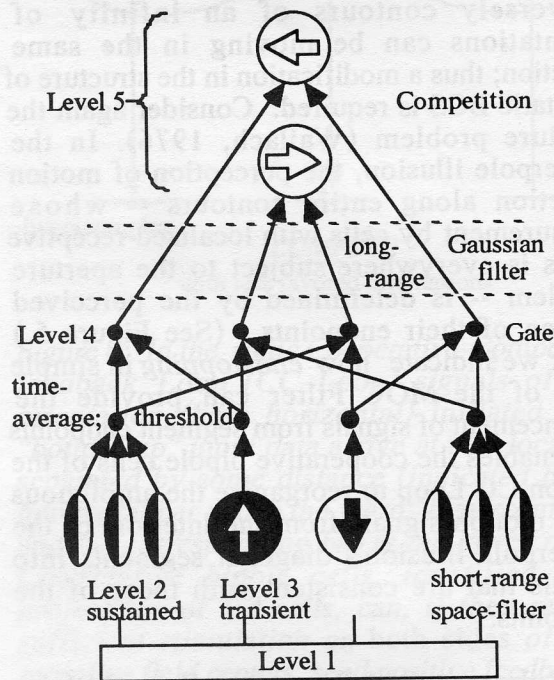 Level 5
Competition
long-range
Gaussian filter
Level 4
Gate
time-average;
threshold
Level 2 sustained
Level 3 transient
short-range space-filter
Level 1